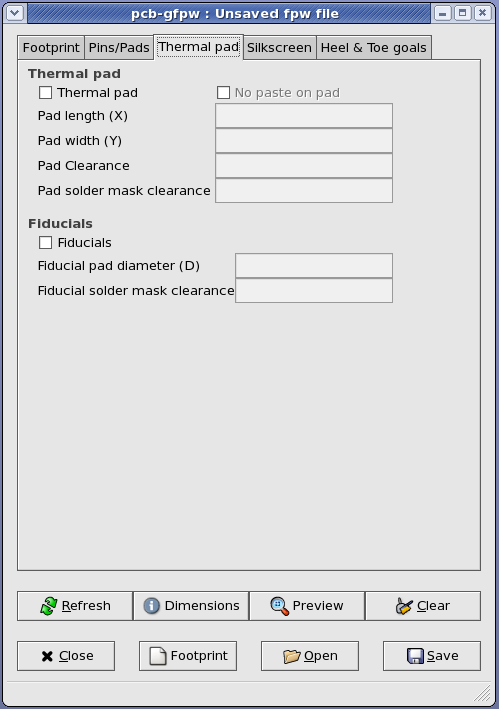 pcb-gfpw : Unsaved fpw file
Footprint Pins/Pads Thermal pad Silkscreen Heel & Toe goals
Thermal pad
Thermal pad No paste on pad
Pad length (X)
Pad width (Y)
Pad Clearance
Pad solder mask clearance
Fiducials
Fiducials
Fiducial pad diameter (D)
Fiducial solder mask clearance
Refresh Dimensions Preview Clear
Close Footprint Open Save